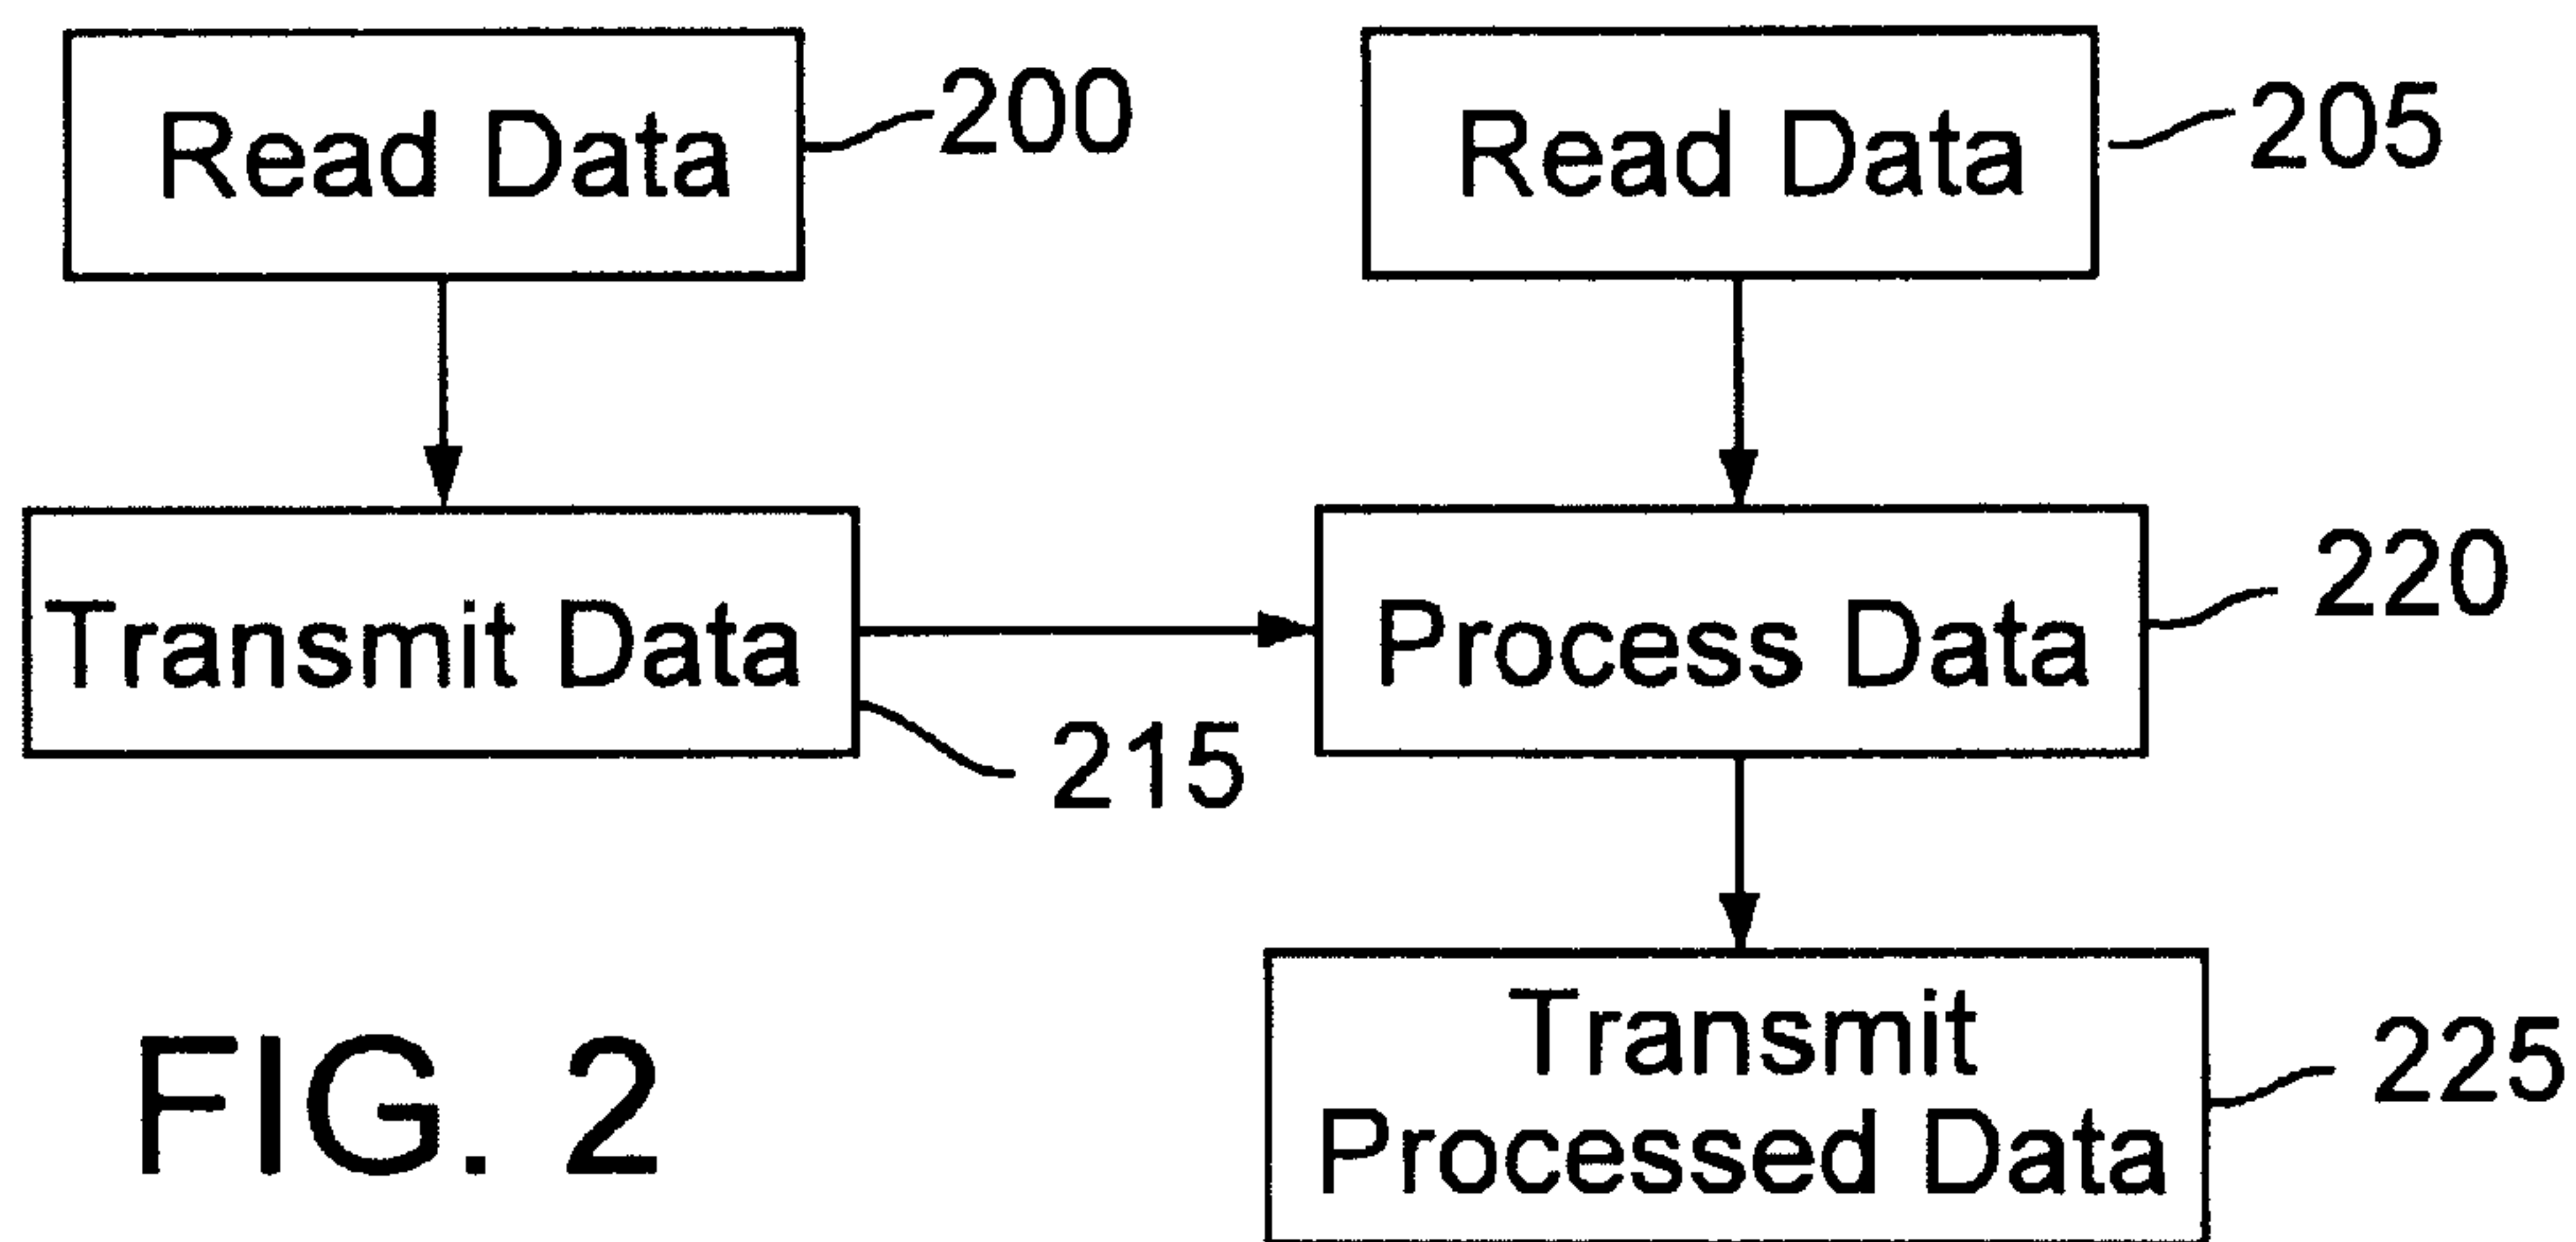 Read Data
200
Read Data
205
Transmit Data
215
Process Data
220
Transmit
Processed Data
225
FIG. 2